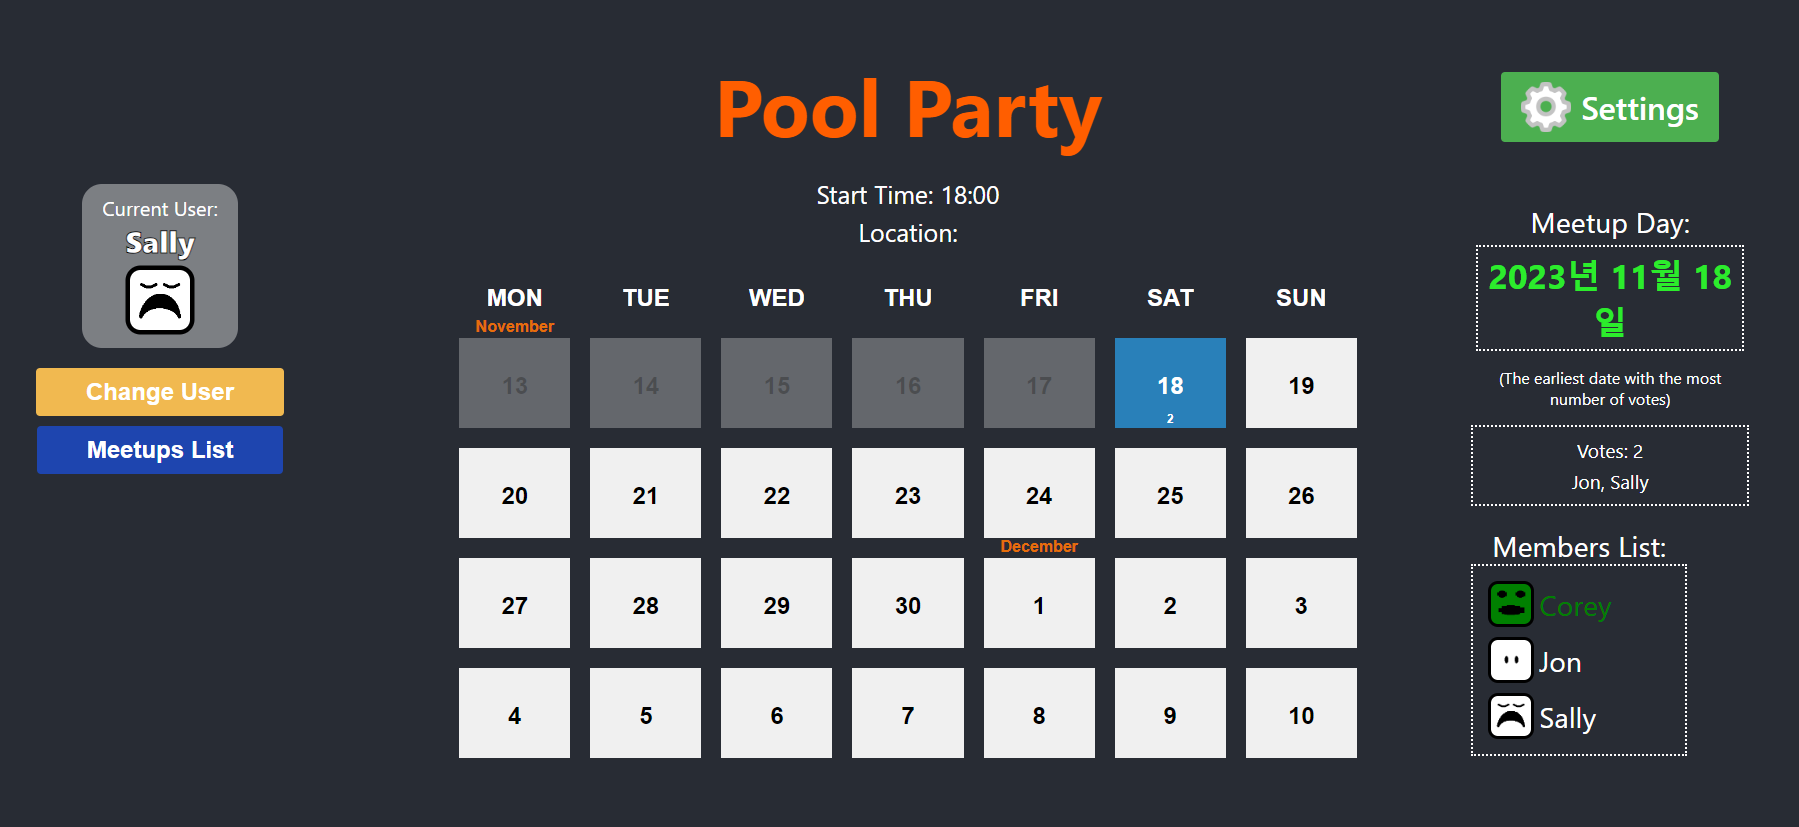 Pool Party
Settings
Start Time: 18:00
Location:
Current User:
Sally
Change User
Meetups List
MON TUE WED THU FRI SAT SUN
November
13 14 15 16 17 18 19
2
20 21 22 23 24 25 26
December
27 28 29 30 1 2 3
4 5 6 7 8 9 10
Meetup Day:
2023년 11월 18
일
(The earliest date with the most
number of votes)
Votes: 2
Jon, Sally
Members List:
Corey
Jon
Sally